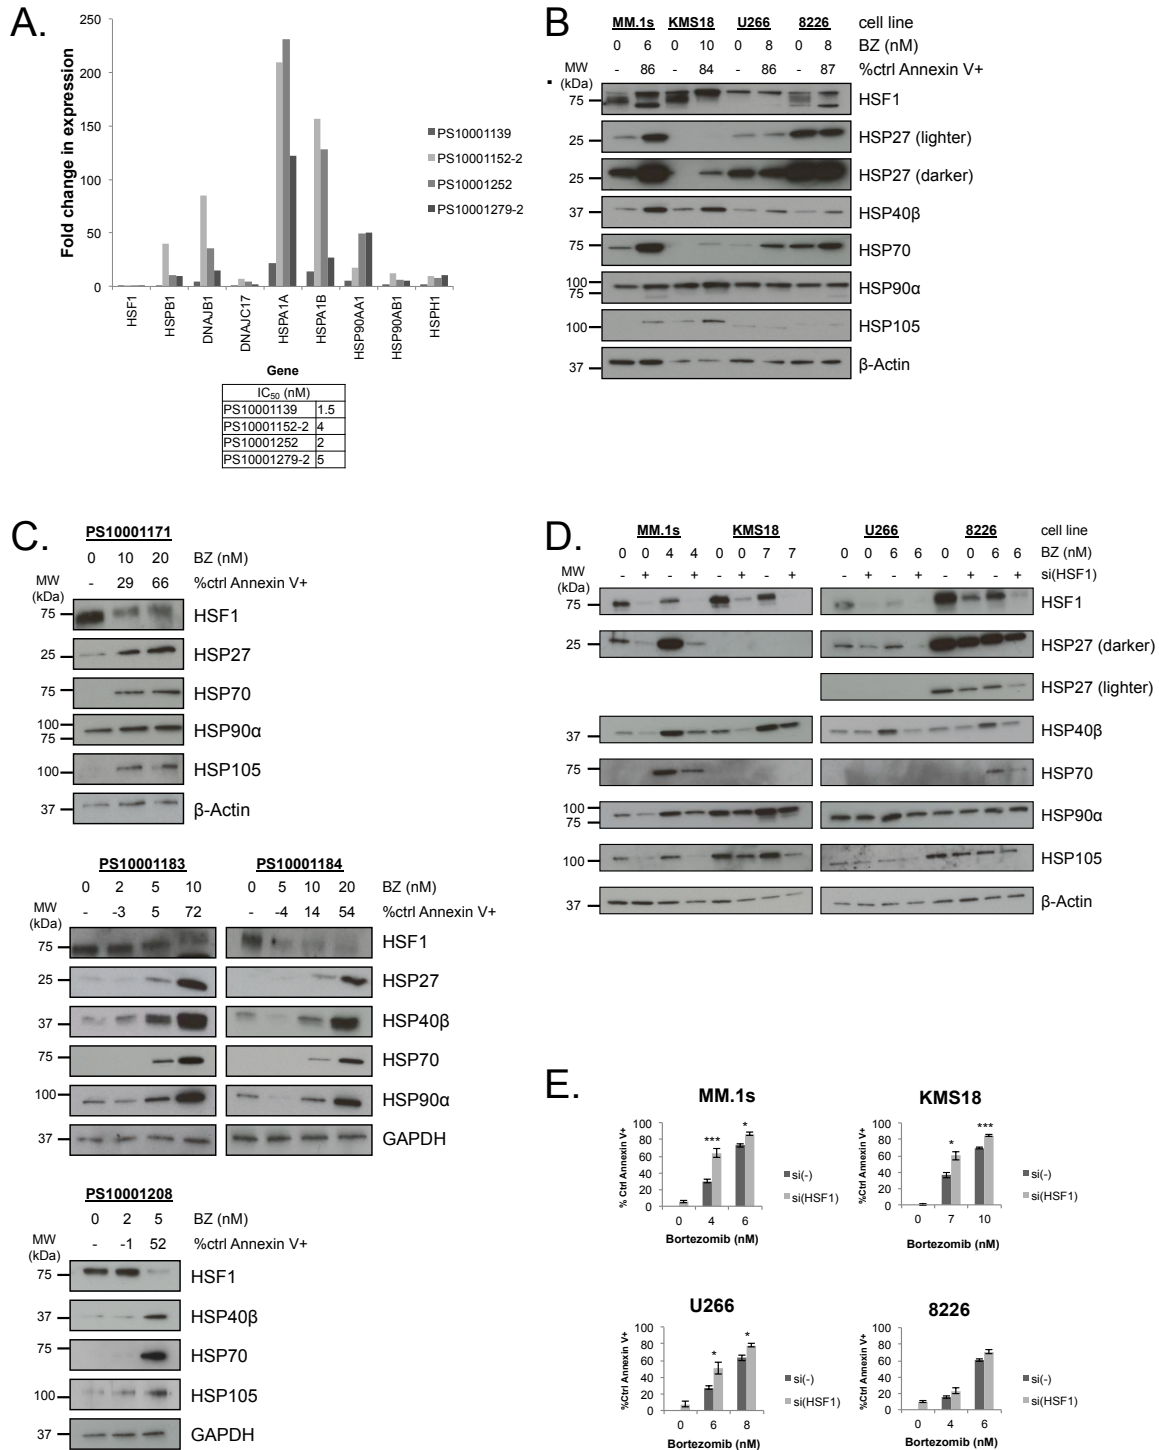 A.
250
200
150
100
50
0
Fold change in expression
PS10001139
PS10001152-2
PS10001252
PS10001279-2
HSF1
HSPB1
DNAJB1
DNAJC17
HSPA1A
HSPA1B
HSP90AA1
HSP90AB1
HSPH1
Gene
IC50 (nM)
PS10001139 1.5
PS10001152-2 4
PS10001252 2
PS10001279-2 5
B
MM.1s KMS18 U266 8226 cell line
0 6 0 10 0 8 0 8 BZ (nM)
- 86 - 84 - 86 - 87 %ctrl Annexin V+
MW
(kDa)
75 HSF1
25 HSP27 (lighter)
25 HSP27 (darker)
37 HSP40β
75 HSP70
100
75 HSP90α
100 HSP105
37 β-Actin
C.
PS10001171
0 10 20 BZ (nM)
- 29 66 %ctrl Annexin V+
MW
(kDa)
75 HSF1
25 HSP27
75 HSP70
100
75 HSP90α
100 HSP105
37 β-Actin
PS10001183 PS10001184
0 2 5 10 0 5 10 20 BZ (nM)
- -3 5 72 - -4 14 54 %ctrl Annexin V+
MW
(kDa)
75 HSF1
25 HSP27
37 HSP40β
75 HSP70
100 HSP90α
37 GAPDH
PS10001208
0 2 5 BZ (nM)
- -1 52 %ctrl Annexin V+
MW
(kDa)
75 HSF1
37 HSP40β
75 HSP70
100 HSP105
37 GAPDH
D.
MM.1s KMS18 U266 8226 cell line
0 0 4 4 0 0 7 7 0 0 6 6 0 0 6 6 BZ (nM)
- + - + - + - + - + - + - + - + si(HSF1)
MW
(kDa)
75 HSF1
25 HSP27 (darker)
HSP27 (lighter)
37 HSP40β
75 HSP70
100
75 HSP90α
100 HSP105
37 β-Actin
E.
MM.1s
% Ctrl Annexin V+
100
80
60
40
20
0
*** *
0 4 6
Bortezomib (nM)
si(-)
si(HSF1)
KMS18
%Ctrl Annexin V+
100
80
60
40
20
0
* ***
0 7 10
Bortezomib (nM)
si(-)
si(HSF1)
U266
%Ctrl Annexin V+
100
80
60
40
20
0
* *
0 6 8
Bortezomib (nM)
si(-)
si(HSF1)
8226
%Ctrl Annexin V+
100
80
60
40
20
0
0 4 6
Bortezomib (nM)
si(-)
si(HSF1)